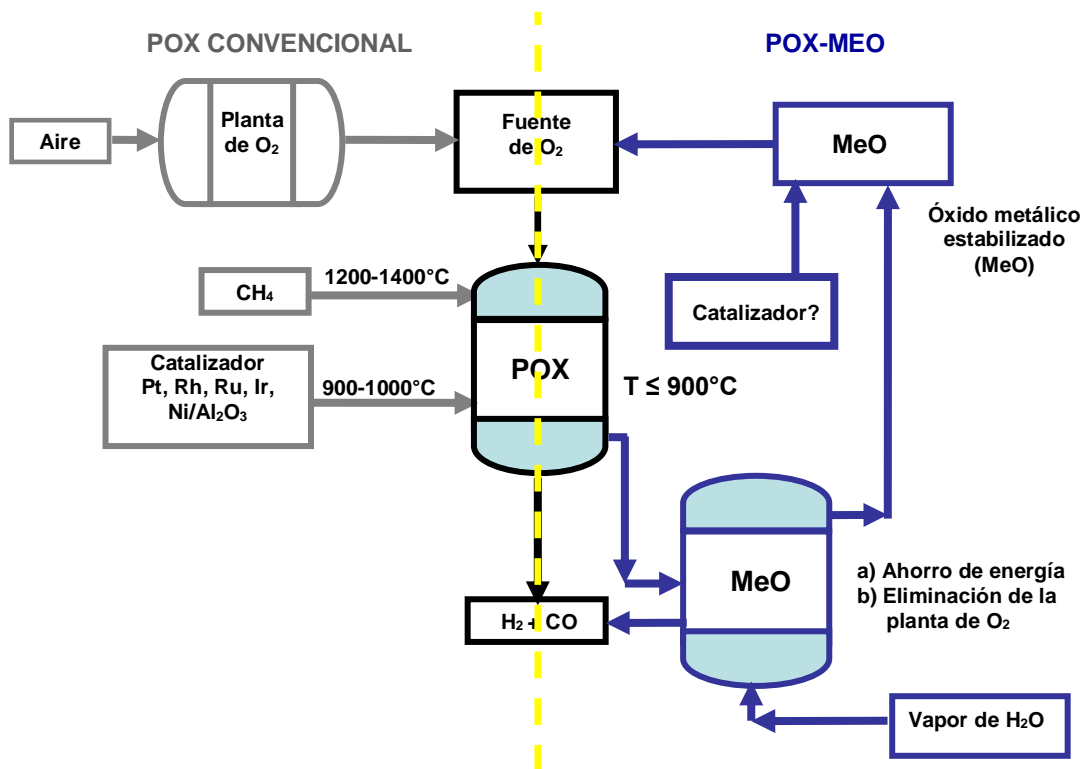 POX CONVENCIONAL
POX-MEO
Aire
Planta
de O₂
Fuente
de O₂
MeO
Óxido metálico
estabilizado
(MeO)
CH₄
1200-1400°C
Catalizador?
Catalizador
Pt, Rh, Ru, Ir,
Ni/Al₂O₃
900-1000°C
POX
T ≤ 900°C
MeO
a) Ahorro de energía
b) Eliminación de la
planta de O₂
H₂ + CO
Vapor de H₂O